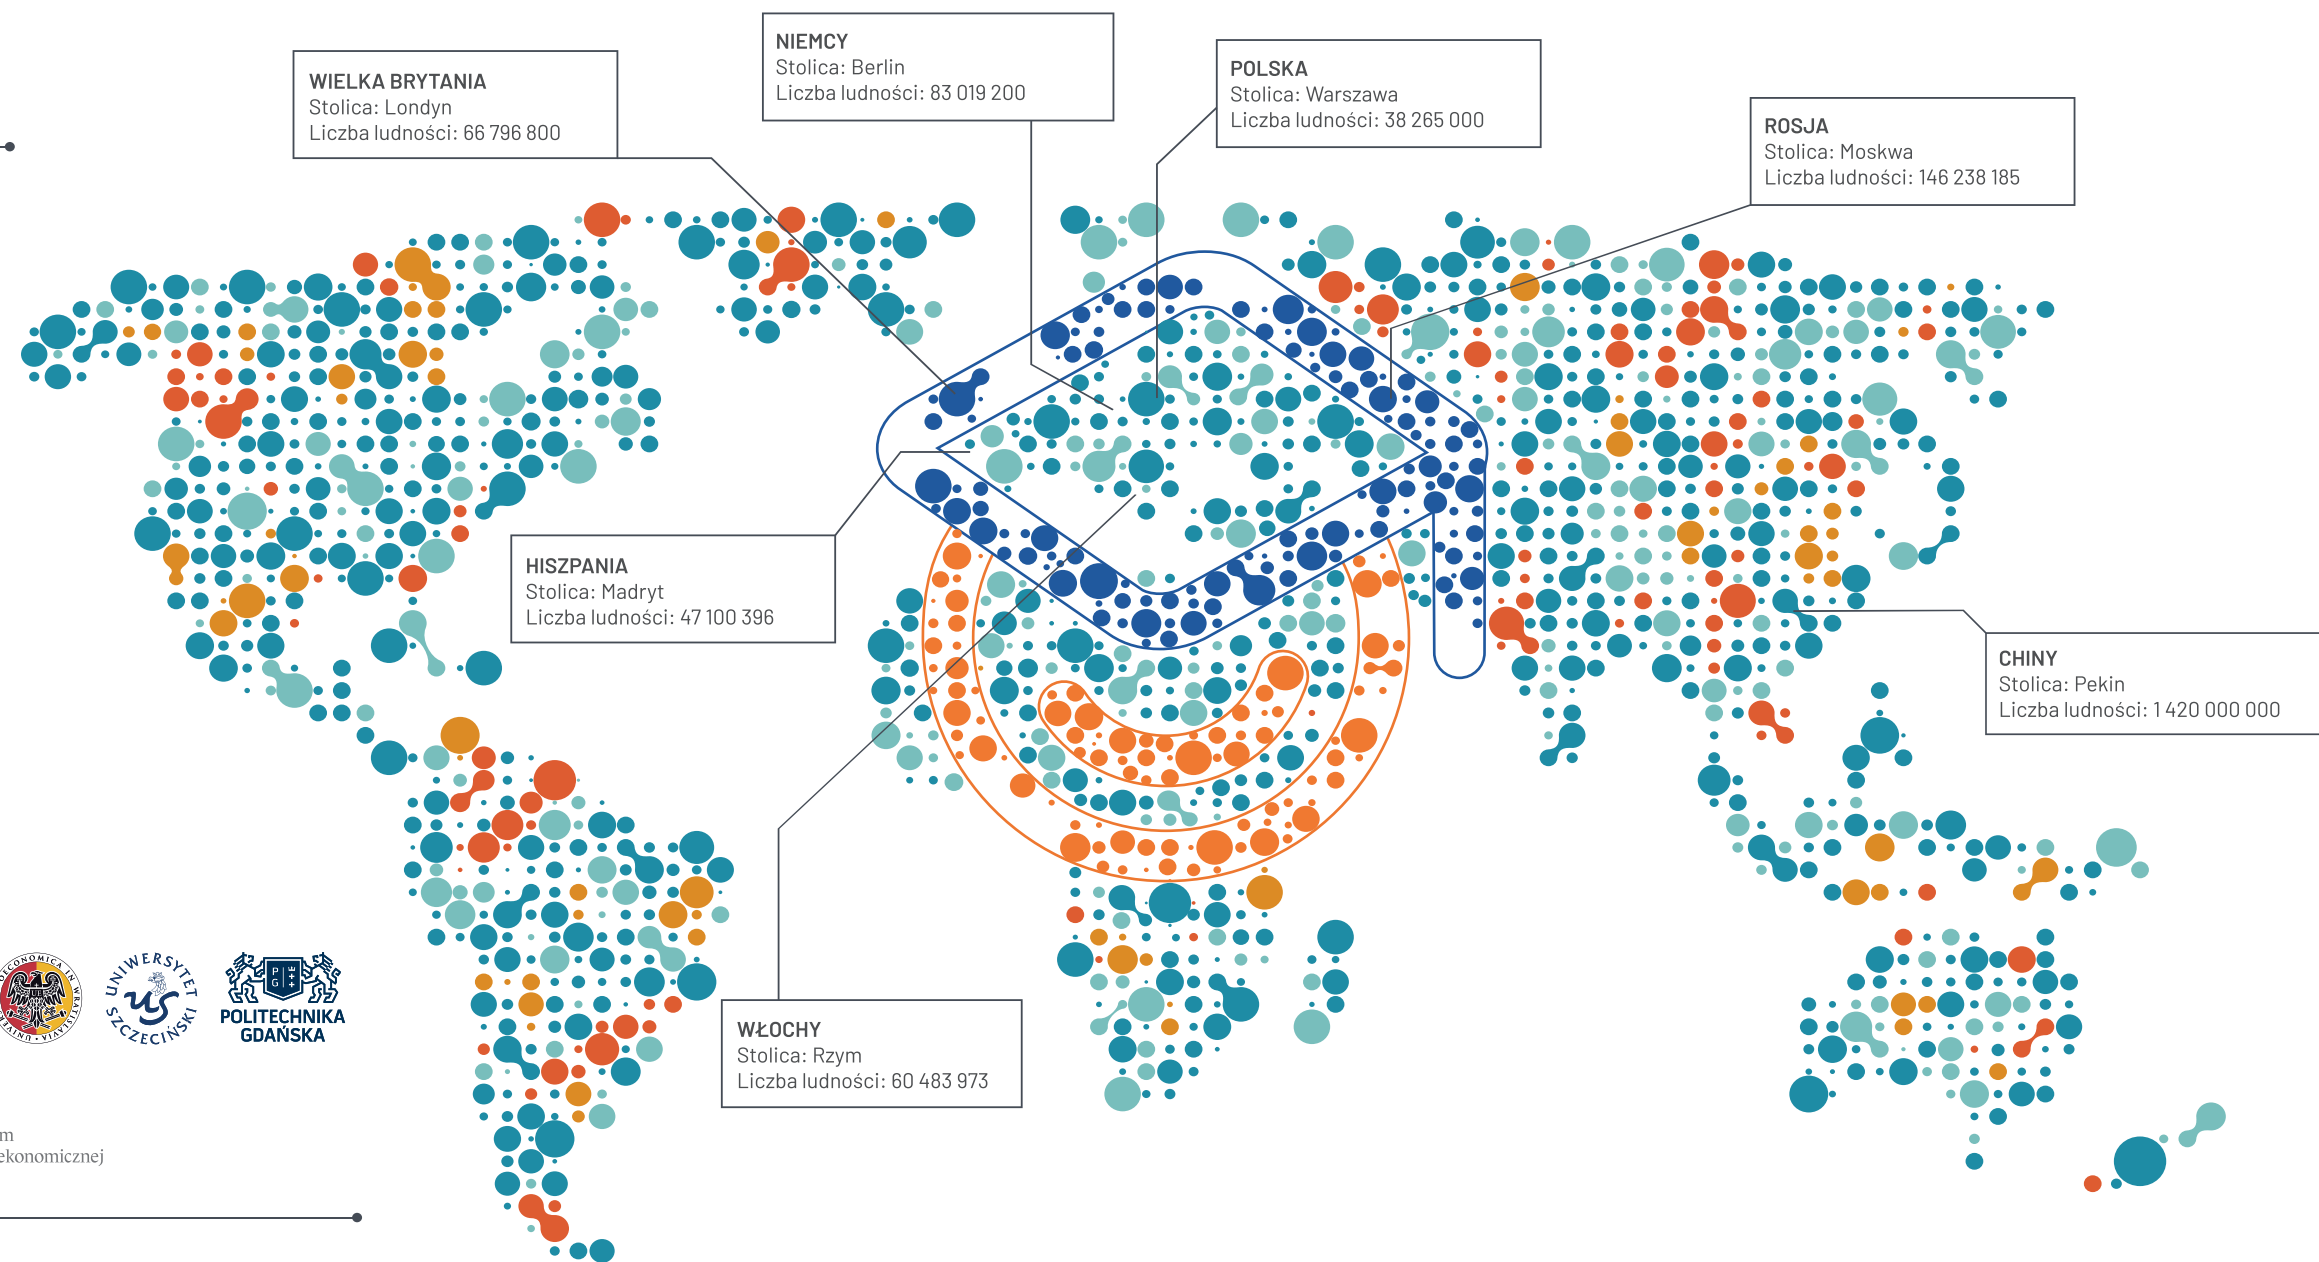 NIEMCY
Stolica: Berlin
Liczba ludności: 83 019 200
POLSKA
Stolica: Warszawa
Liczba ludności: 38 265 000
WIELKA BRYTANIA
Stolica: Londyn
Liczba ludności: 66 796 800
ROSJA
Stolica: Moskwa
Liczba ludności: 146 238 185
HISZPANIA
Stolica: Madryt
Liczba ludności: 47 100 396
CHINY
Stolica: Pekin
Liczba ludności: 1 420 000 000
WŁOCHY
Stolica: Rzym
Liczba ludności: 60 483 973
UNIWERSYTET
SZCZECIŃSKI
US
P G
POLITECHNIKA
GDAŃSKA
ekonomicznej